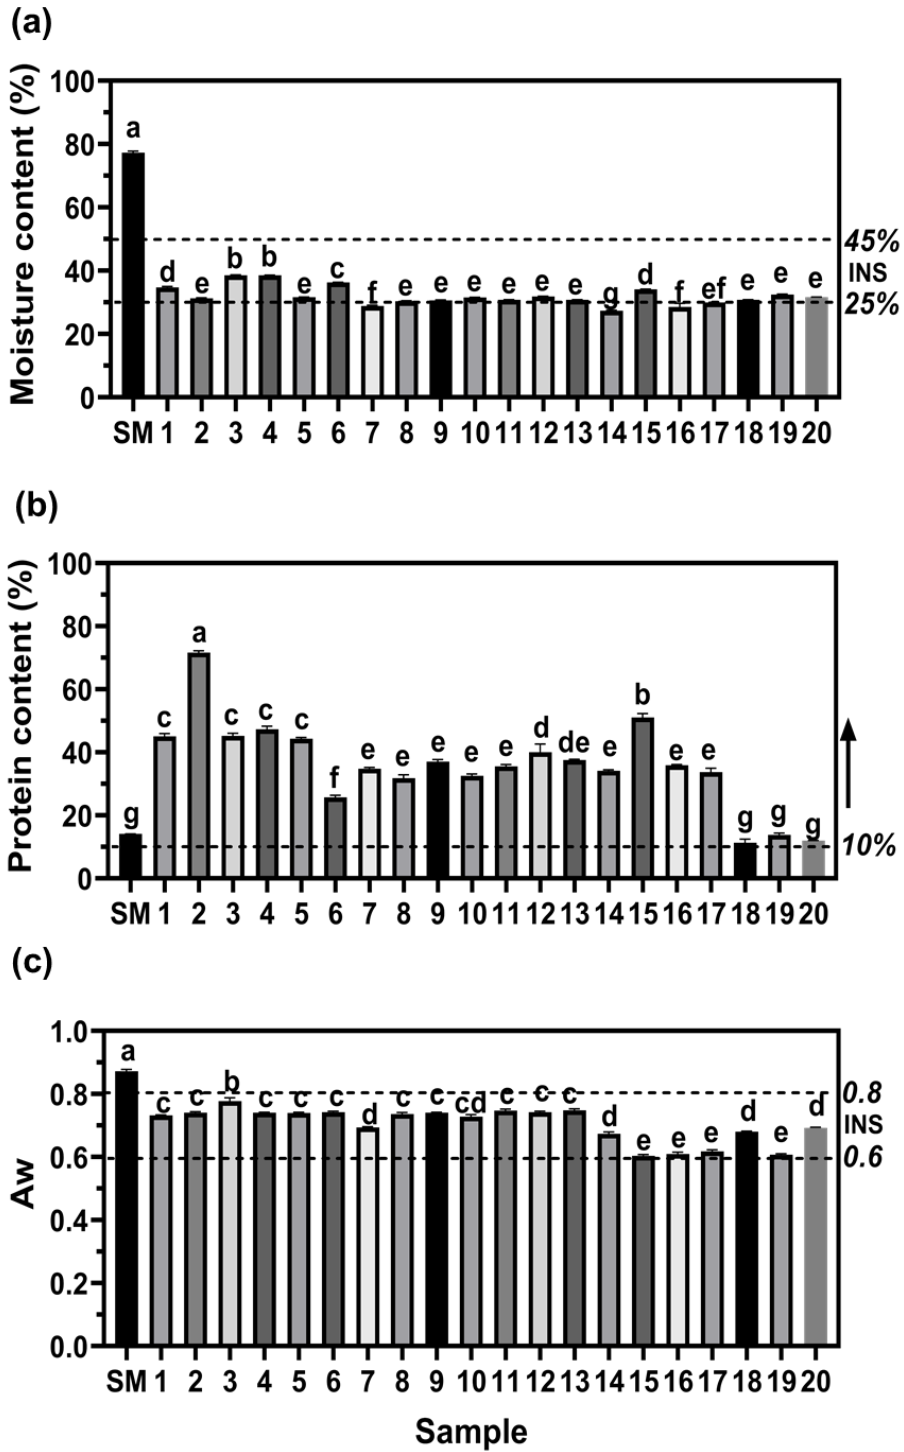 (a)
Moisture content (%)
100
80
60
40
20
0
a
d
e
b
b
e
c
f
e
e
e
e
e
e
g
d
f
ef
e
e
e
45%
INS
25%
SM 1 2 3 4 5 6 7 8 9 10 11 12 13 14 15 16 17 18 19 20
(b)
Protein content (%)
100
80
60
40
20
0
g
c
a
c
c
c
f
e
e
e
e
e
d
de
e
b
e
e
g
g
g
10%
SM 1 2 3 4 5 6 7 8 9 10 11 12 13 14 15 16 17 18 19 20
(c)
Aw
1.0
0.8
0.6
0.4
0.2
0.0
a
c
c
b
c
c
c
d
c
c
cd
c
c
c
d
e
e
e
d
e
d
0.8
INS
0.6
SM 1 2 3 4 5 6 7 8 9 10 11 12 13 14 15 16 17 18 19 20
Sample